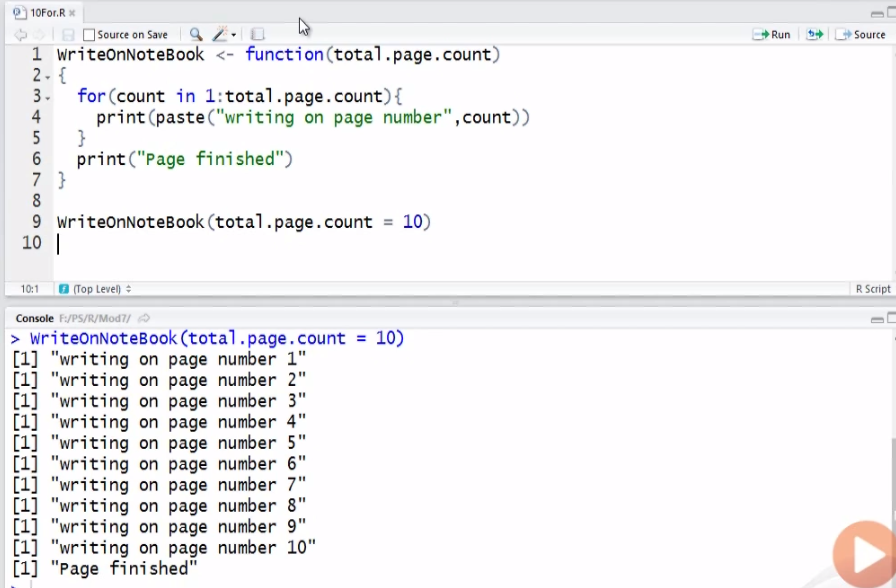 10For.R
Source on Save Run Source
1 WriteOnNoteBook <- function(total.page.count)
2 {
3 for(count in 1:total.page.count){
4 print(paste("writing on page number",count))
5 }
6 print("Page finished")
7 }
8
9 WriteOnNoteBook(total.page.count = 10)
10
10:1 (Top Level) R Script
Console F:/PS/R/Mod7/
> WriteOnNoteBook(total.page.count = 10)
[1] "writing on page number 1"
[1] "writing on page number 2"
[1] "writing on page number 3"
[1] "writing on page number 4"
[1] "writing on page number 5"
[1] "writing on page number 6"
[1] "writing on page number 7"
[1] "writing on page number 8"
[1] "writing on page number 9"
[1] "writing on page number 10"
[1] "Page finished"
>